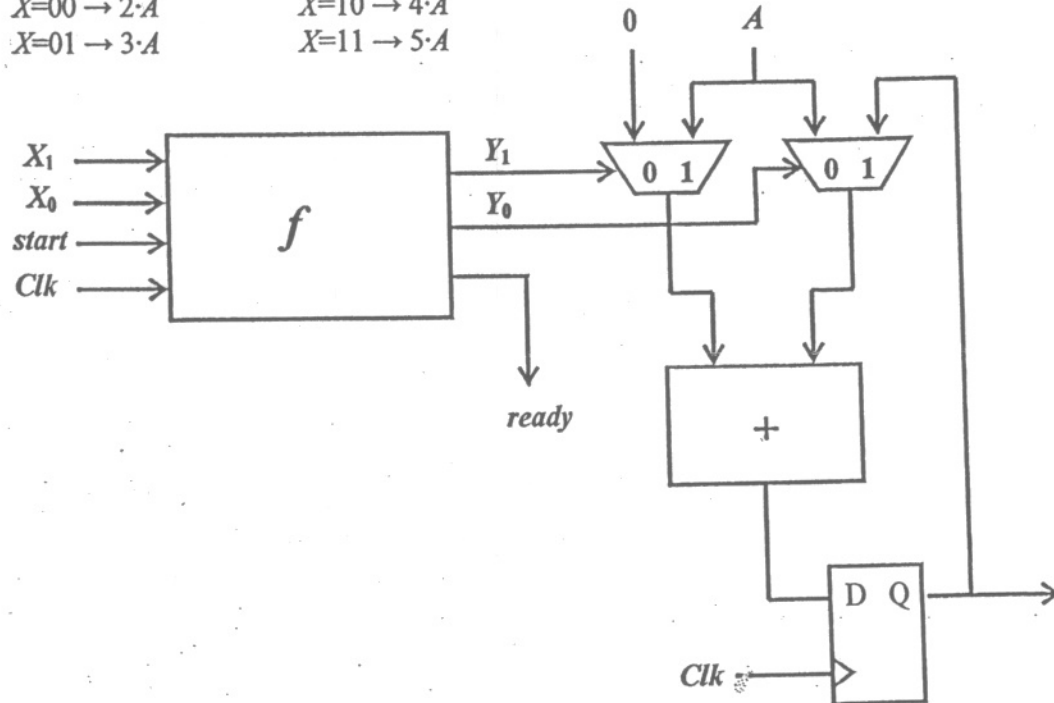 X=00 → 2·A X=10 → 4·A
X=01 → 3·A X=11 → 5·A
0 A
X₁
X₀
start
Clk
f
Y₁
Y₀
ready
0 1
0 1
+
D Q
Clk